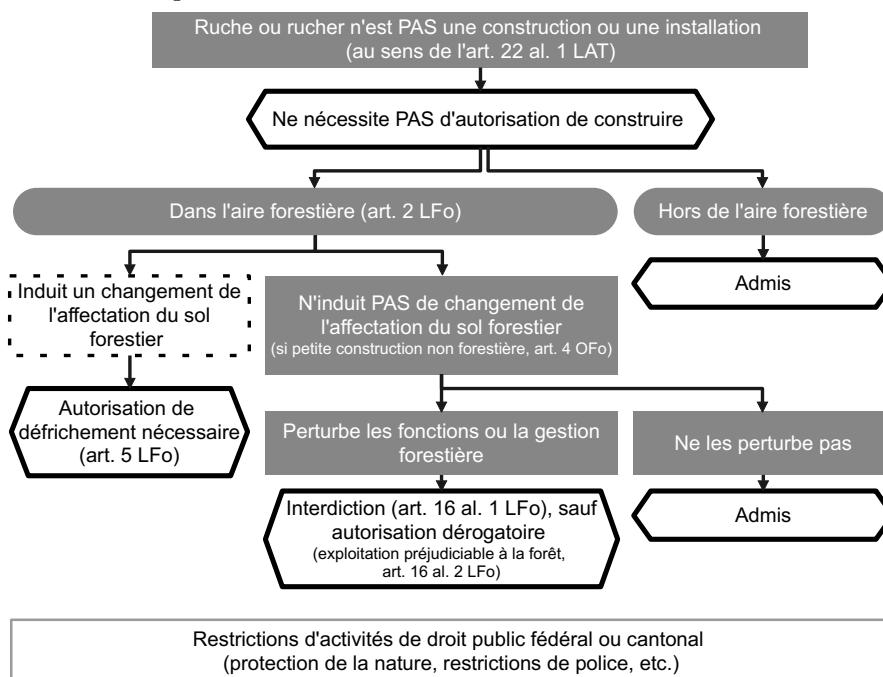 Ruche ou rucher n'est PAS une construction ou une installation
(au sens de l'art. 22 al. 1 LAT)
Ne nécessite PAS d'autorisation de construire
Dans l'aire forestière (art. 2 LFo)
Hors de l'aire forestière
Induit un changement de
l'affectation du sol
forestier
N'induit PAS de changement de
l'affectation du sol forestier
(si petite construction non forestière, art. 4 OFo)
Admis
Autorisation de
défrichement nécessaire
(art. 5 LFo)
Perturbe les fonctions ou la gestion
forestière
Ne les perturbe pas
Interdiction (art. 16 al. 1 LFo), sauf
autorisation dérogatoire
(exploitation préjudiciable à la forêt,
art. 16 al. 2 LFo)
Admis
Restrictions d'activités de droit public fédéral ou cantonal
(protection de la nature, restrictions de police, etc.)